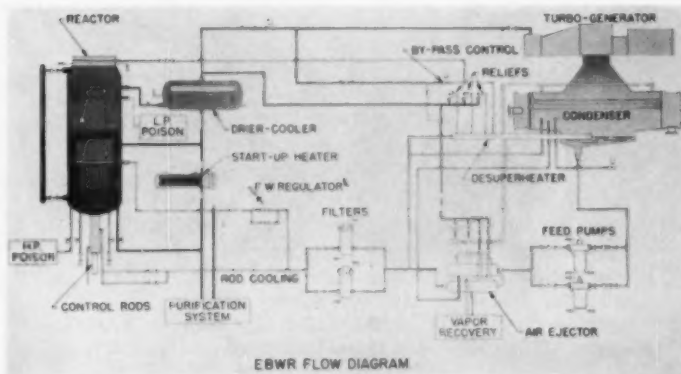 REACTOR
TURBO-GENERATOR
BY-PASS CONTROL
RELIEFS
L.P.
POISON
DRIER-COOLER
CONDENSER
START-UP HEATER
DESUPERHEATER
F.W. REGULATOR
FILTERS
FEED PUMPS
H.P.
POISON
ROD COOLING
CONTROL RODS
PURIFICATION
SYSTEM
VAPOR
RECOVERY
AIR EJECTOR
EBWR FLOW DIAGRAM